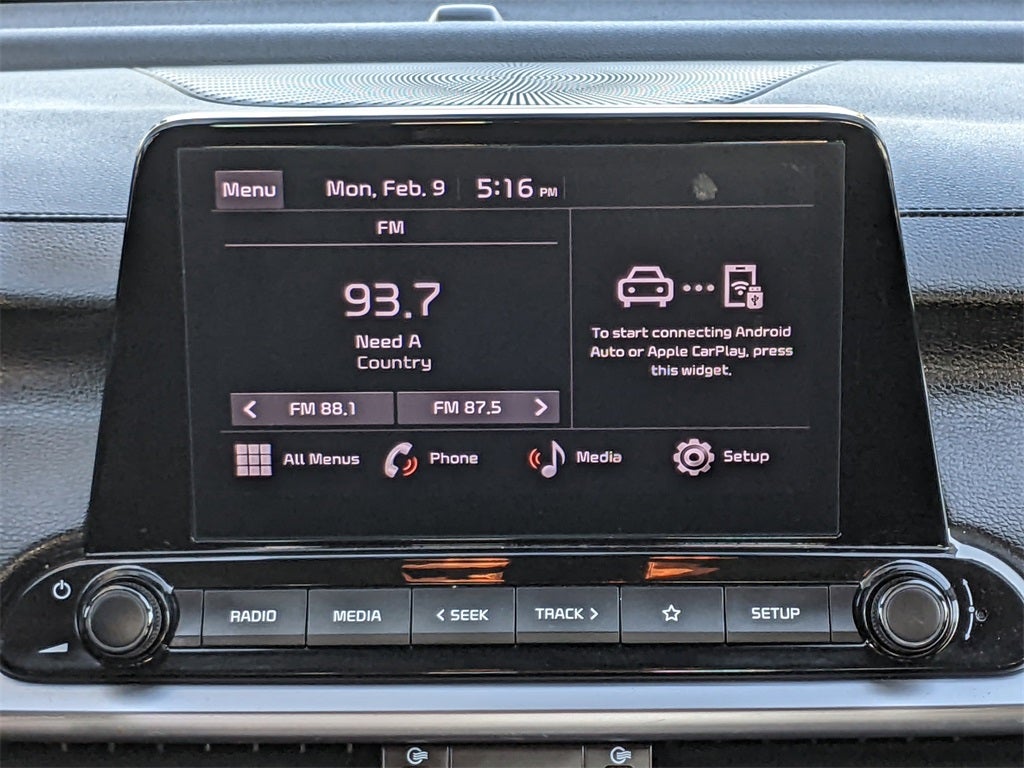 Menu Mon, Feb. 9 5:16 PM
FM
93.7
Need A
Country
FM 88.1 FM 87.5
To start connecting Android
Auto or Apple CarPlay, press
this widget.
All Menus Phone Media Setup
RADIO MEDIA < SEEK TRACK > SETUP